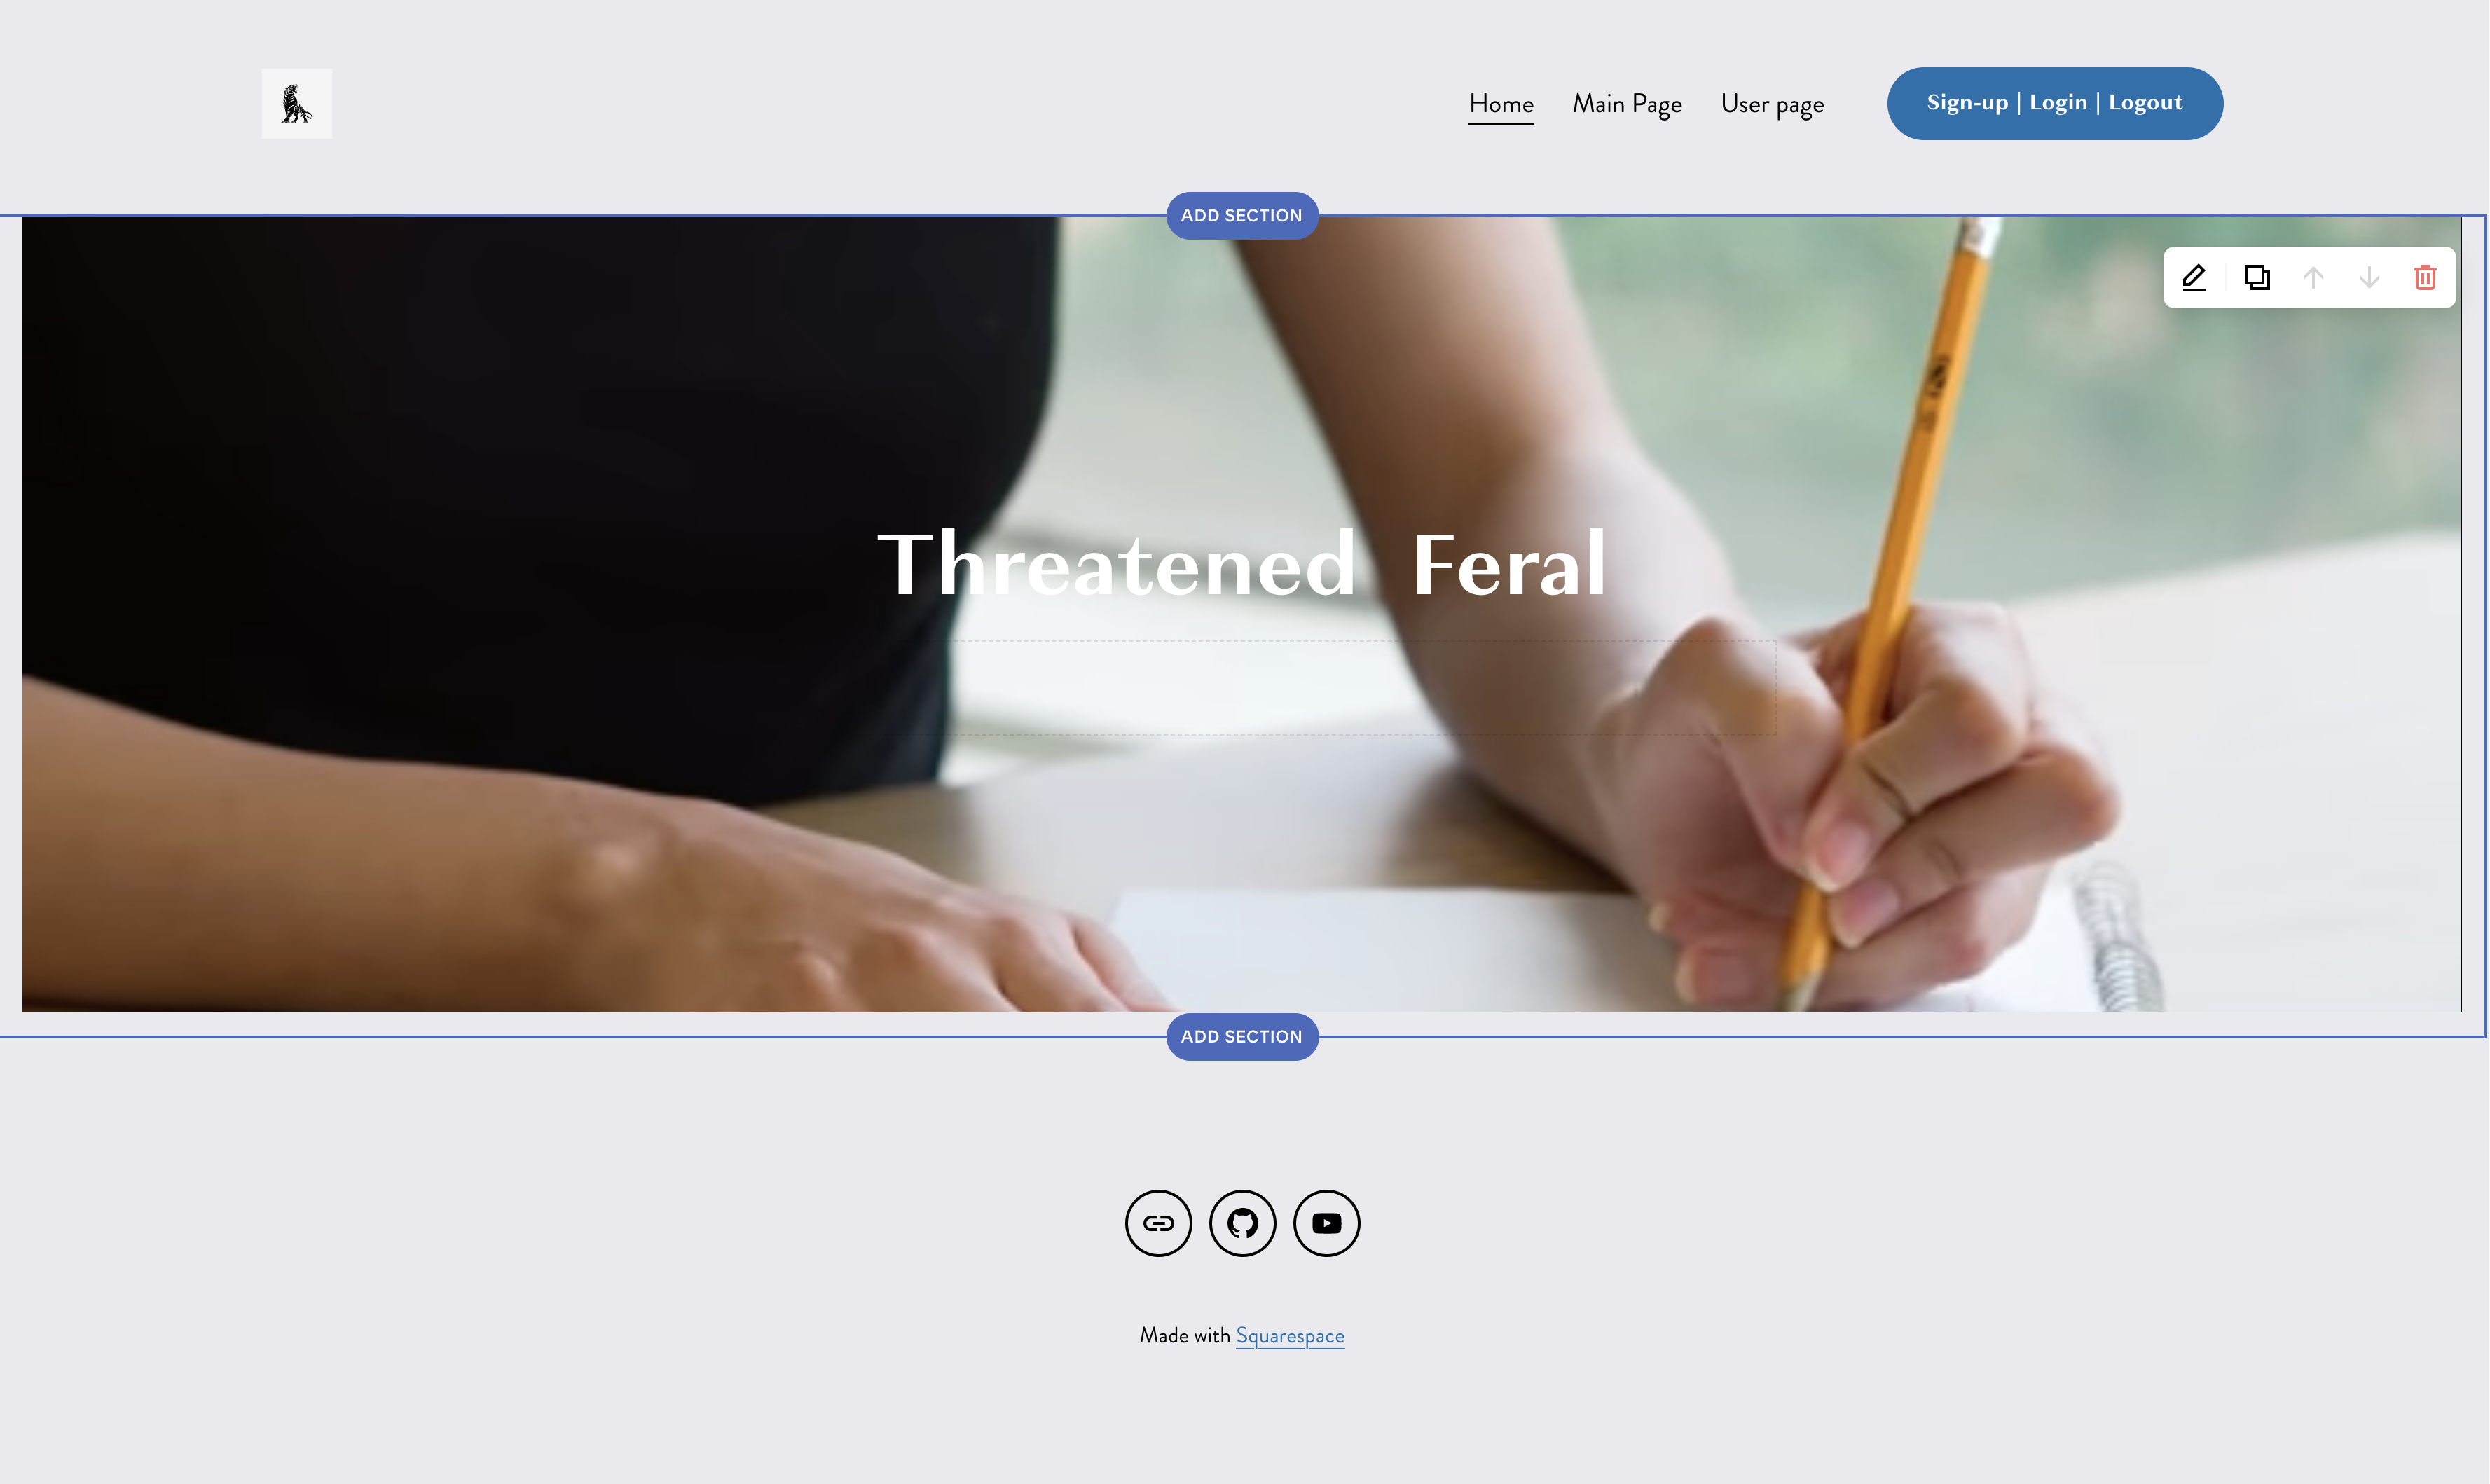 Home Main Page User page Sign-up | Login | Logout
ADD SECTION
Threatened Feral
ADD SECTION
Made with Squarespace